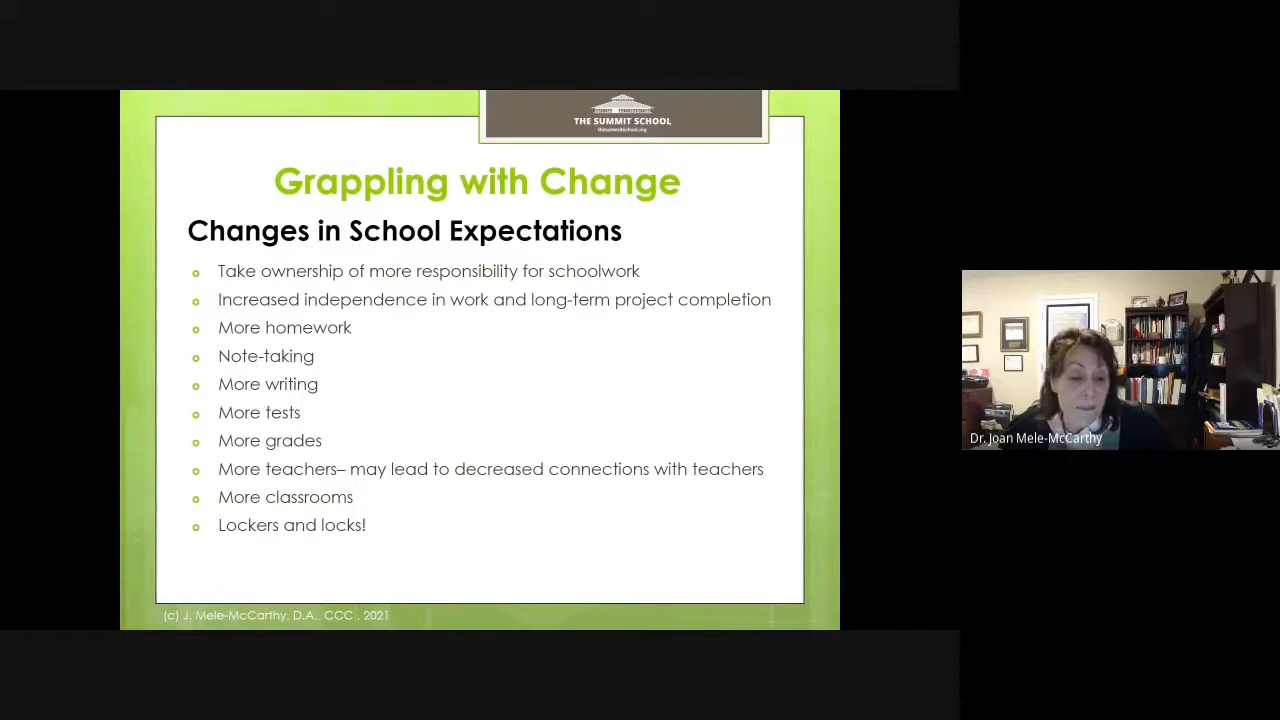 THE SUMMIT SCHOOL
thesummitschool.org
Grappling with Change
Changes in School Expectations
Take ownership of more responsibility for schoolwork
Increased independence in work and long-term project completion
More homework
Note-taking
More writing
More tests
More grades
More teachers– may lead to decreased connections with teachers
More classrooms
Lockers and locks!
(c) J. Mele-McCarthy, D.A.. CCC . 2021
Dr. Joan Mele-McCarthy